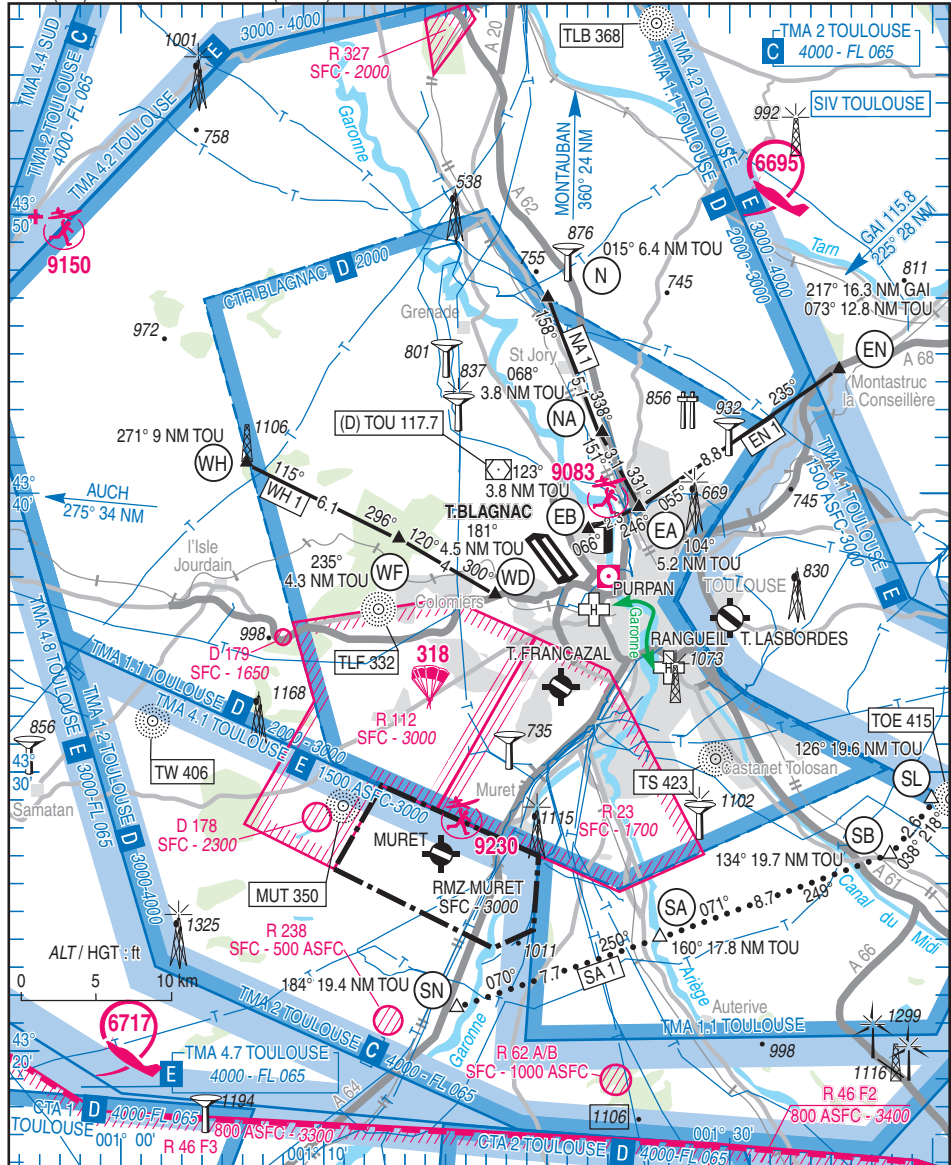 TMA 4.4 SUD
C
TMA 2 TOULOUSE
4000 - FL 065
1001
E
3000 - 4000
TMA 4.2 TOULOUSE
758
R 327
SFC - 2000
A 20
TLB 368
TMA 4.2 TOULOUSE
TMA 1.1 TOULOUSE
C
TMA 2 TOULOUSE
4000 - FL 065
SIV TOULOUSE
992
6695
Garonne
MONTAUBAN
360° 24 NM
43°
50'
9150
538
A 62
876
N
015° 6.4 NM TOU
755
745
D
E
2000 - 3000
3000 - 4000
Tarn
GAI 115.8
225° 28 NM
811
217° 16.3 NM GAI
073° 12.8 NM TOU
EN
A 68
Montastruc
la Conseillère
CTR BLAGNAC D 2000
972
Grenade
801
837
St Jory
068°
3.8 NM TOU
158°
NA 1
5.1
338°
856
932
235°
EN 1
8.8
(D) TOU 117.7
NA
3.1
151°
331°
271° 9 NM TOU
WH
1106
115°
WH 1
6.1
296°
123°
3.8 NM TOU
9083
055°
669
745
TMA 4.1 TOULOUSE
1500 ASFC - 3000
E
43°
40'
AUCH
275° 34 NM
T.BLAGNAC
181°
4.5 NM TOU
EB
066°
246°
EA
104°
5.2 NM TOU
l'Isle
Jourdain
120°
4
300°
235°
4.3 NM TOU
WF
WD
Colomiers
PURPAN
H
TOULOUSE
830
T. LASBORDES
Garonne
RANGUEIL
H
1073
998
D 179
SFC - 1650
TLF 332
318
T. FRANCAZAL
TMA 4.8 TOULOUSE
E
3000-FL 065
TMA 1.2 TOULOUSE
D
3000-4000
TMA 1.1 TOULOUSE
D
2000 - 3000
TMA 4.1 TOULOUSE
E
1500 ASFC-3000
1168
R 112
SFC - 3000
735
TOE 415
126° 19.6 NM TOU
SL
856
TW 406
43°
30'
Samatan
TS 423
Castanet Tolosan
1102
Muret
1115
R 23
SFC - 1700
D 178
SFC - 2300
MURET
9230
MUT 350
RMZ MURET
SFC - 3000
134° 19.7 NM TOU
SB
2.6
038°
218°
A 61
SA
071°
8.7
249°
Canal du Midi
1325
R 238
SFC - 500 ASFC
1011
250°
160° 17.8 NM TOU
ALT / HGT : ft
0 5 10 km
184° 19.4 NM TOU
SN
070°
7.7
SA 1
Ariège
A 66
Auterive
6717
TMA 2 TOULOUSE
C
4000 - FL 065
Garonne
TMA 1.1 TOULOUSE
1299
998
1116
43°
20'
TMA 4.7 TOULOUSE
4000 - FL 065
E
A 64
R 62 A/B
SFC - 1000 ASFC
R 46 F2
800 ASFC - 3400
CTA 1
TOULOUSE
D
4000-FL 065
1194
R 46 F3
800 ASFC - 3300
1106
001° 00'
001° 10'
CTA 2 TOULOUSE
D
4000 - FL 065
001° 30'